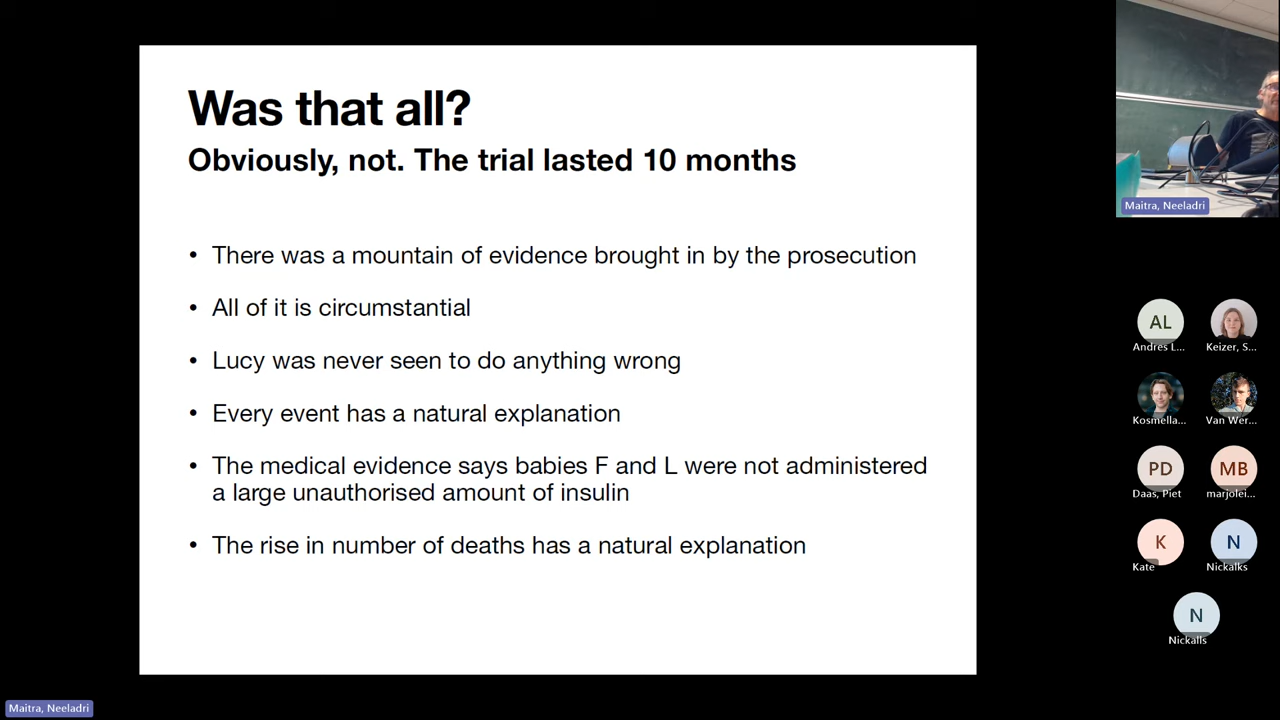 Was that all?
Obviously, not. The trial lasted 10 months
• There was a mountain of evidence brought in by the prosecution
• All of it is circumstantial
• Lucy was never seen to do anything wrong
• Every event has a natural explanation
• The medical evidence says babies F and L were not administered
a large unauthorised amount of insulin
• The rise in number of deaths has a natural explanation
Maitra, Neeladri
AL
Andres L...
Keizer, S...
Kosmella...
Van Wer...
PD
MB
Daas, Piet
marjolei...
K
N
Kate
Nickalks
N
Nickalls
Maitra, Neeladri